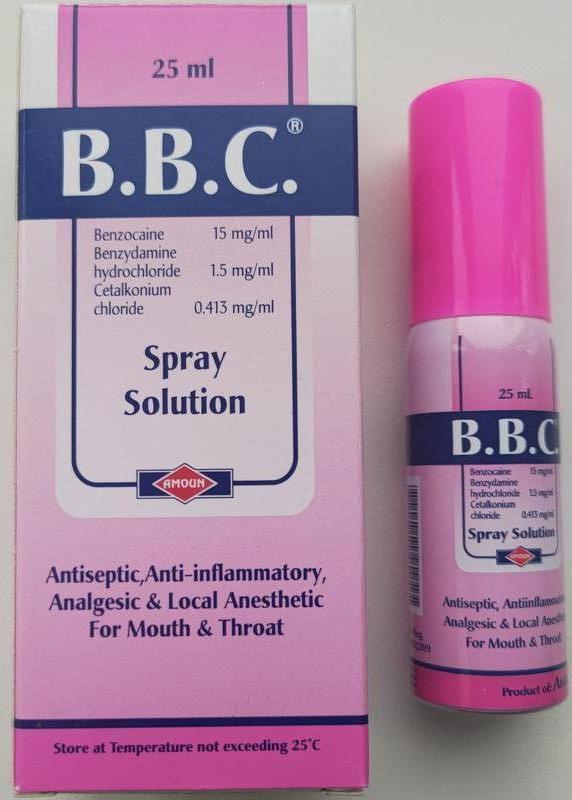 25 ml
B.B.C.®
Benzocaine 15 mg/ml
Benzydamine
hydrochloride 1.5 mg/ml
Cetalkonium
chloride 0.413 mg/ml
Spray
Solution
AMOUN
Antiseptic,Anti-inflammatory,
Analgesic & Local Anesthetic
For Mouth & Throat
Store at Temperature not exceeding 25°C
25 mL
B.B.C.
Benzocaine 15 mg/ml
Benzydamine
hydrochloride 1.5 mg/ml
Cetalkonium
chloride 0.413 mg/ml
Spray Solution
AMOUN
Antiseptic,
Analgesic & Local
For Mouth & Throat
Product of: